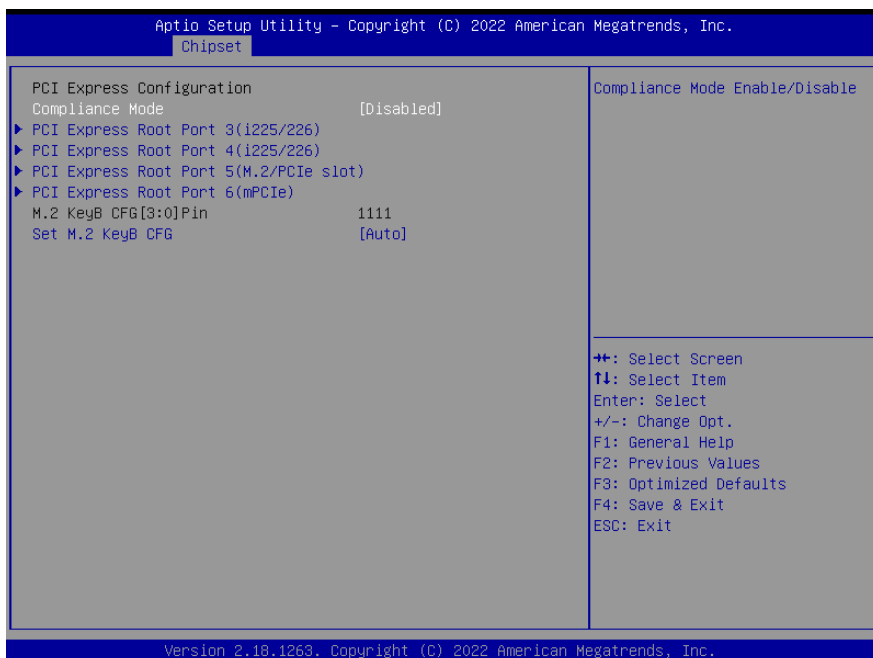 Aptio Setup Utility – Copyright (C) 2022 American Megatrends, Inc.
Chipset
PCI Express Configuration
Compliance Mode [Disabled]
PCI Express Root Port 3(i225/226)
PCI Express Root Port 4(i225/226)
PCI Express Root Port 5(M.2/PCIe slot)
PCI Express Root Port 6(mPCIe)
M.2 KeyB CFG[3:0]Pin 1111
Set M.2 KeyB CFG [Auto]
Compliance Mode Enable/Disable
→←: Select Screen
↑↓: Select Item
Enter: Select
+/-: Change Opt.
F1: General Help
F2: Previous Values
F3: Optimized Defaults
F4: Save & Exit
ESC: Exit
Version 2.18.1263. Copyright (C) 2022 American Megatrends, Inc.